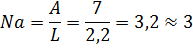 Na = A/L = 7/2,2 = 3,2 ≈ 3